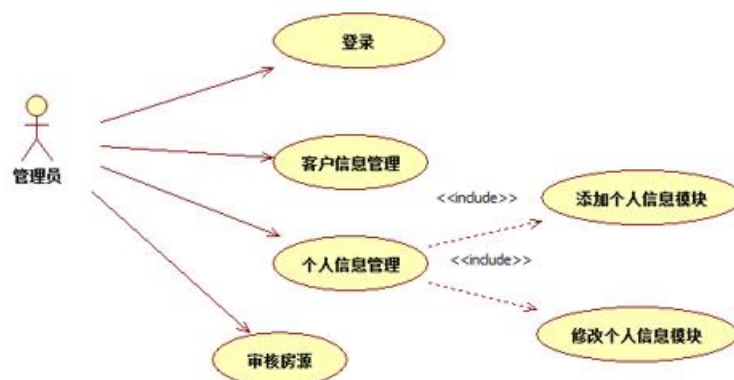 登录
管理员
客户信息管理
<<include>>
添加个人信息模块
个人信息管理
<<include>>
修改个人信息模块
审核房源